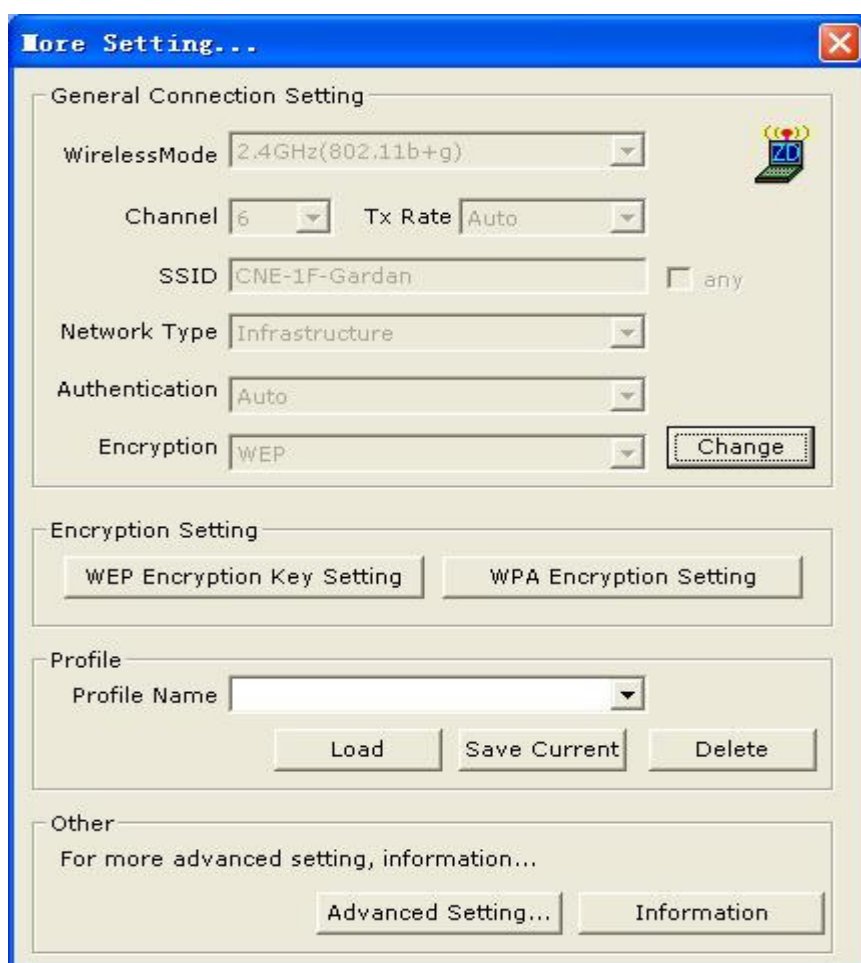 More Setting...
General Connection Setting
WirelessMode 2.4GHz(802.11b+g)
ZD
Channel 6 Tx Rate Auto
SSID CNE-1F-Gardan any
Network Type Infrastructure
Authentication Auto
Encryption WEP Change
Encryption Setting
WEP Encryption Key Setting WPA Encryption Setting
Profile
Profile Name
Load Save Current Delete
Other
For more advanced setting, information...
Advanced Setting... Information